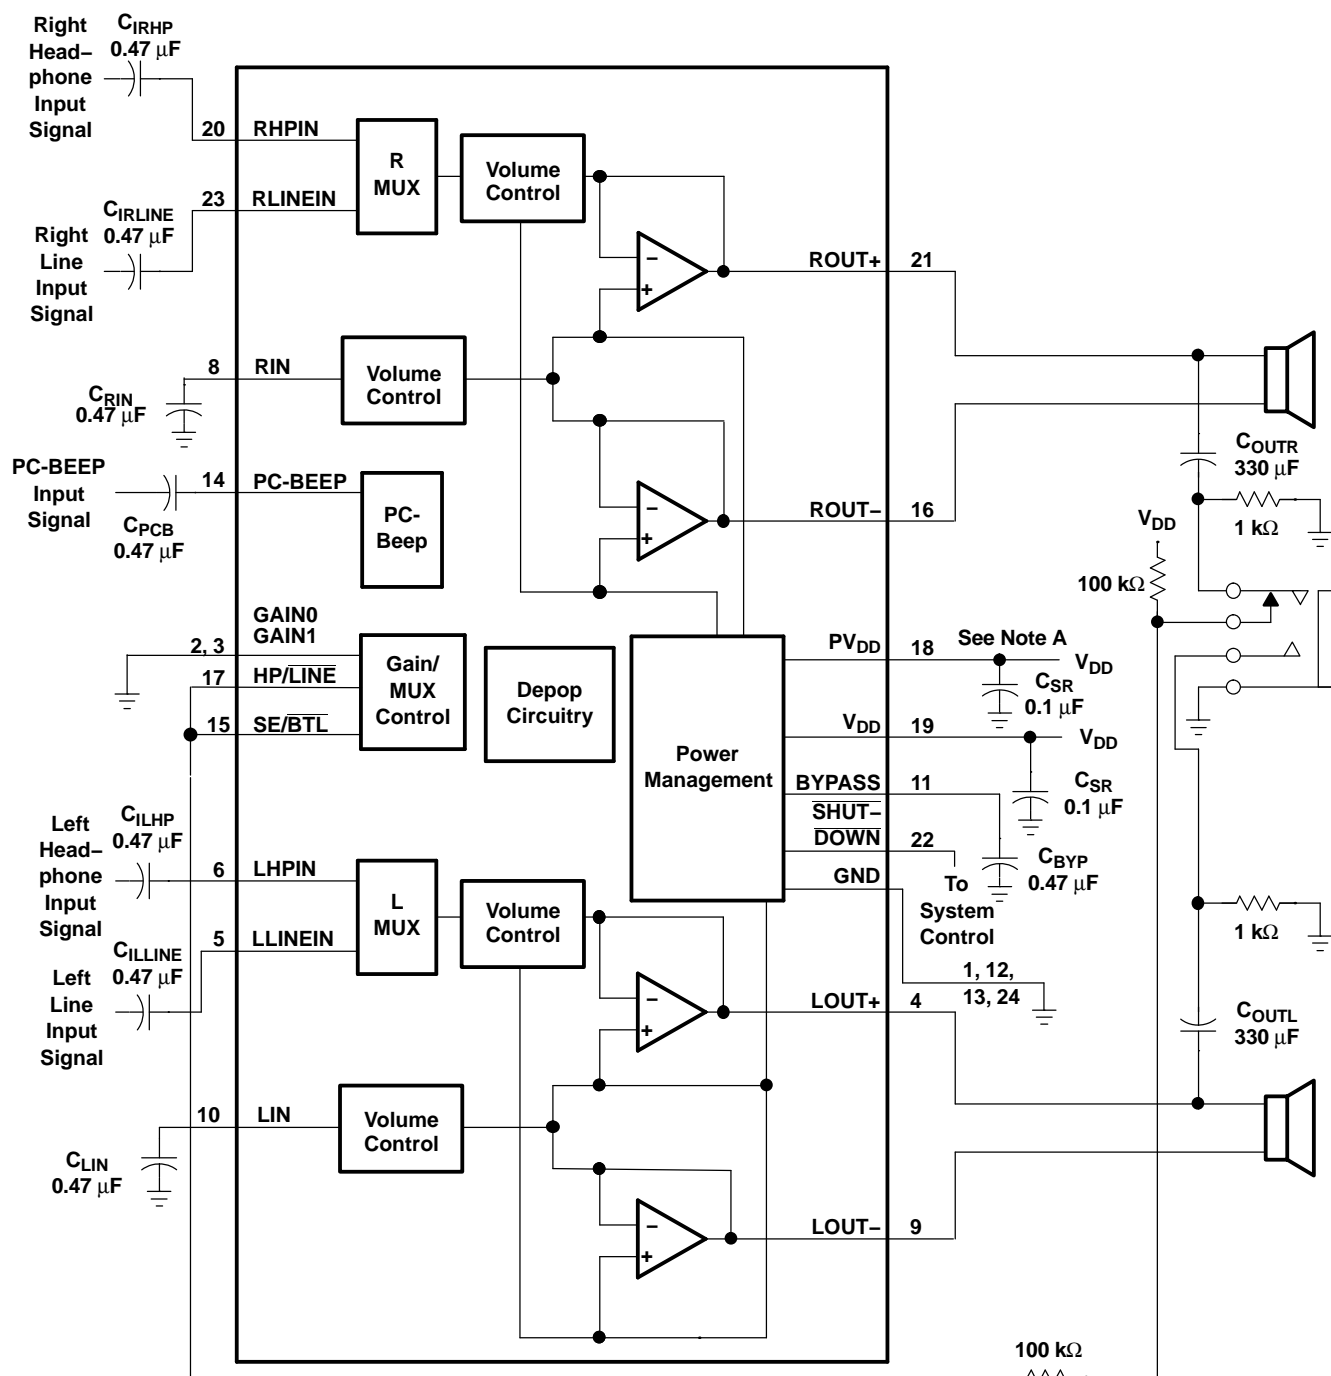 Right
Head–
phone
Input
Signal
CIRHP
0.47 μF
20
RHPIN
R
MUX
Volume
Control
CIRLINE
0.47 μF
23
RLINEIN
Right
Line
Input
Signal
–
+
ROUT+
21
8
RIN
Volume
Control
CRIN
0.47 μF
PC-BEEP
Input
Signal
14
PC-BEEP
CPCB
0.47 μF
PC-
Beep
–
+
ROUT–
16
COUTR
330 μF
1 kΩ
VDD
100 kΩ
GAIN0
GAIN1
2, 3
17
HP/LINE
15
SE/BTL
Gain/
MUX
Control
Depop
Circuitry
Power
Management
PVDD
18
See Note A
VDD
CSR
0.1 μF
VDD
19
VDD
CSR
0.1 μF
BYPASS
11
SHUT–
DOWN
22
CBYP
0.47 μF
GND
To
System
Control
1, 12,
13, 24
Left
Head–
phone
Input
Signal
CILHP
0.47 μF
6
LHPIN
L
MUX
Volume
Control
5
LLINEIN
CILLINE
0.47 μF
Left
Line
Input
Signal
–
+
LOUT+
4
1 kΩ
COUTL
330 μF
10
LIN
Volume
Control
CLIN
0.47 μF
–
+
LOUT–
9
100 kΩ